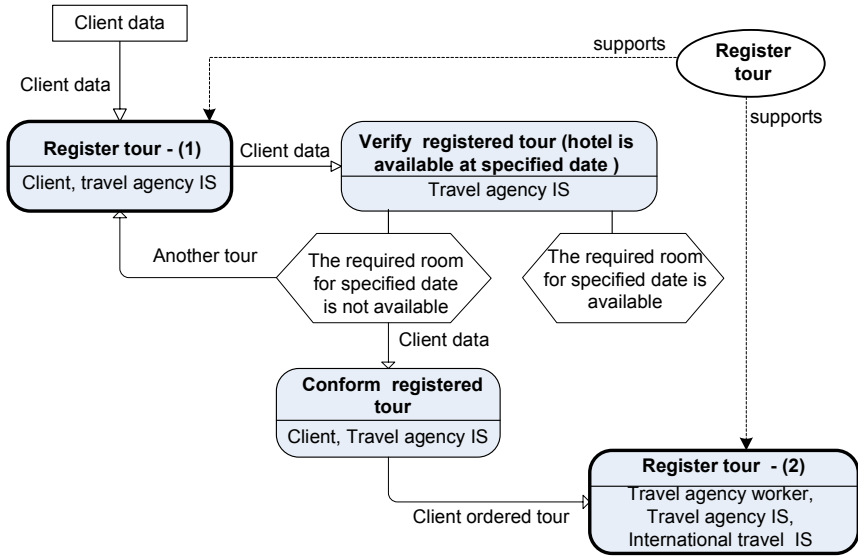 Client data
supports
Register
tour
Client data
supports
Register tour - (1)
Client, travel agency IS
Client data
Verify registered tour (hotel is
available at specified date )
Travel agency IS
Another tour
The required room
for specified date
is not available
The required room
for specified date is
available
Client data
Conform registered
tour
Client, Travel agency IS
Client ordered tour
Register tour - (2)
Travel agency worker,
Travel agency IS,
International travel IS